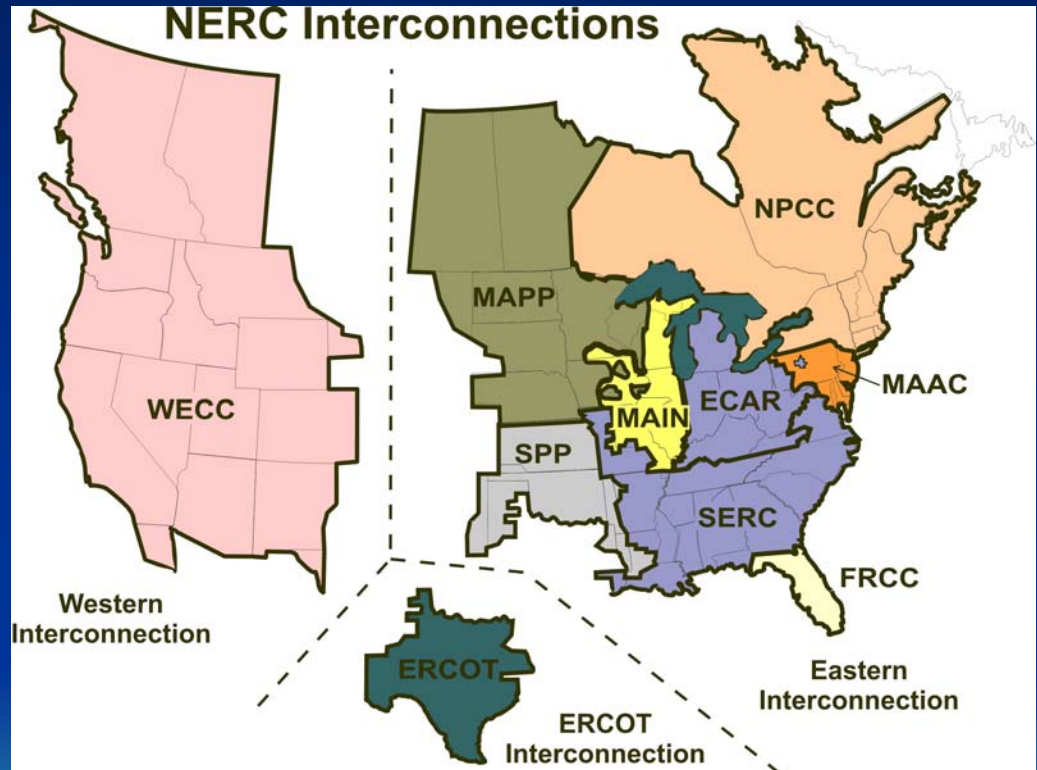 NERC Interconnections
NPCC
MAPP
MAAC
WECC
MAIN
ECAR
SPP
SERC
FRCC
Western
Interconnection
ERCOT
Eastern
Interconnection
ERCOT
Interconnection